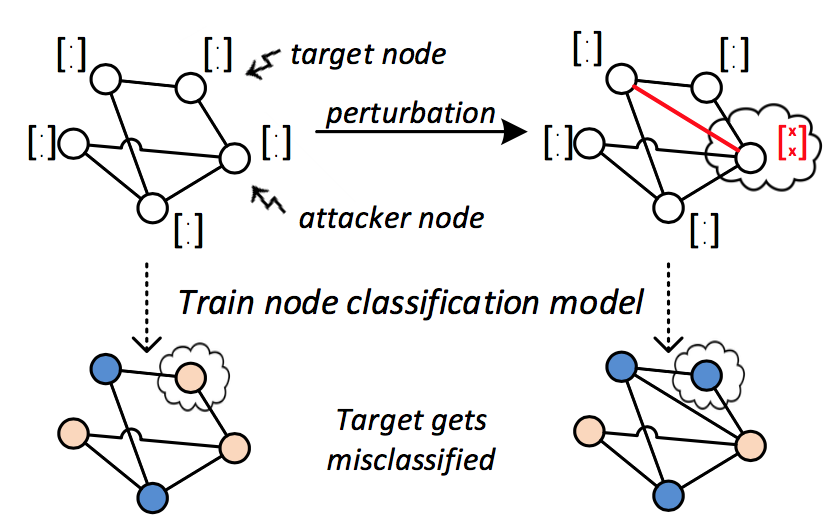 [:]
[:]
target node
[:]
[:]
perturbation
[:]
[:]
[:]
[x x]
attacker node
[:]
[:]
Train node classification model
Target gets
misclassified